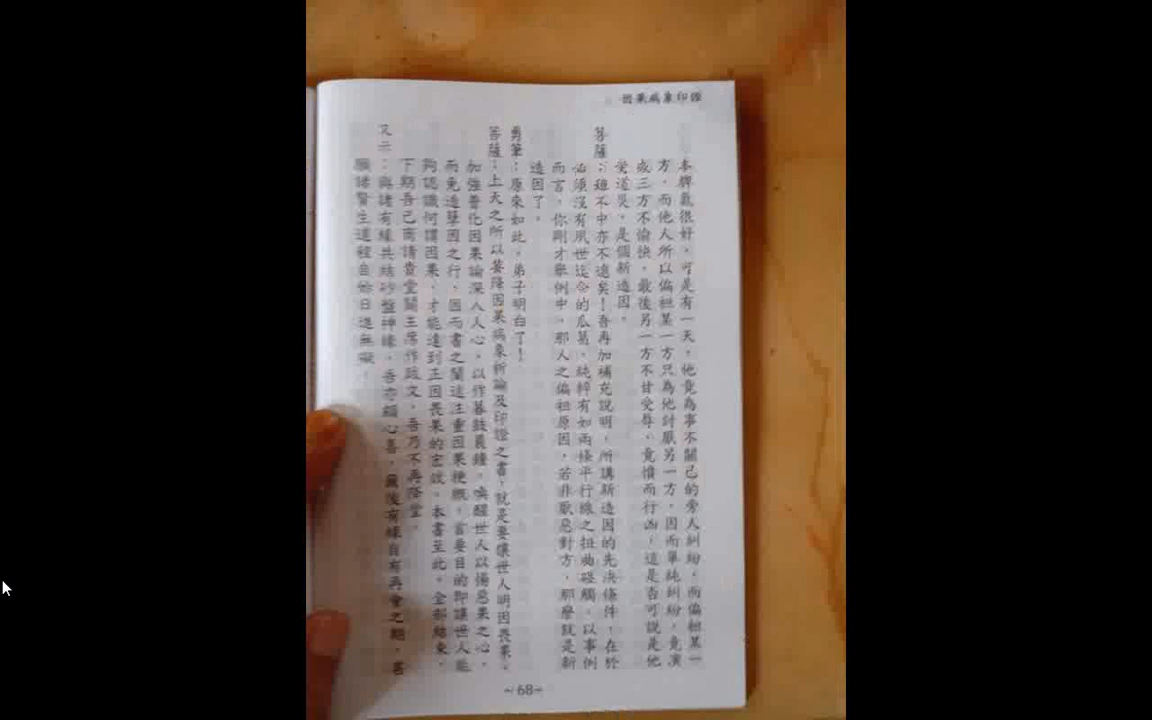 因果病象印證
本牌氣很好，可是有一天，他竟為事不關己的旁人糾紛，而偏袒某一
方，而他人所以偏袒某一方只為他討厭另一方，因而單純糾紛，竟演
成三方不愉快，最後另一方不甘受辱，竟憤而行凶，這是否可說是他
受道災，是個新造因。
菩薩：雖不中亦不遠矣！吾再加補充說明，所講新造因的先決條件，在於
必須沒有夙世迄今的瓜葛，純粹有如兩條平行線之扭曲碰觸，以事例
而言，你剛才舉例中，那人之偏袒原因，若非厭惡對方，那麼就是新
造因了。
勇筆：原來如此，弟子明白了！
菩薩：上天之所以要降因果病象新論及印證之書，就是要讓世人明因畏果。
加強普化因果論深入人心，以作暮鼓晨鐘，喚醒世人以惕惡果之心，
而免造孽因之行，因而書之闡述注重因果梗概，首要目的即讓世人能
夠認識何謂因果，才能達到正因畏果的宏效。本書至此，全部結束，
下期吾已商請貴堂關主席作跋文，吾乃不再降堂。
又示：與諸有緣共結砂盤神緣，吾亦頗心喜，最後有緣自有再會之期，茗
願諸賢生道程自始日進無礙。
～68～